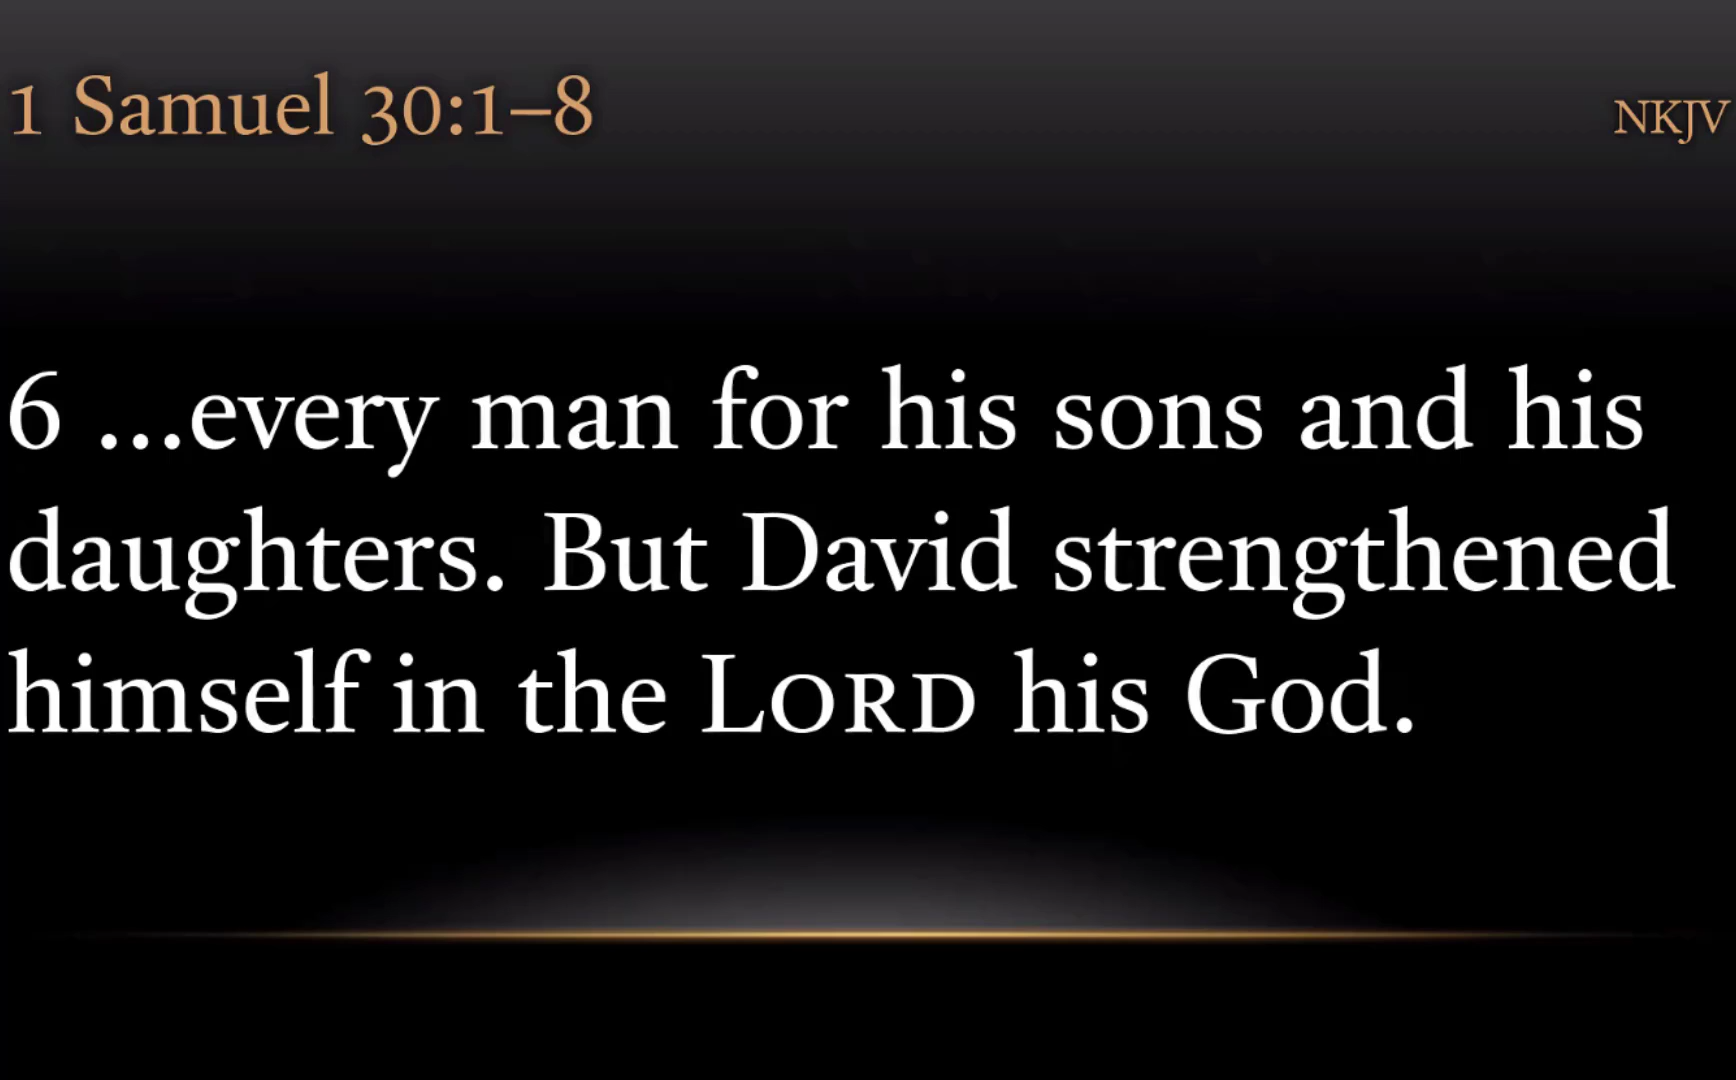 1 Samuel 30:1–8
NKJV
6 ...every man for his sons and his
daughters. But David strengthened
himself in the LORD his God.